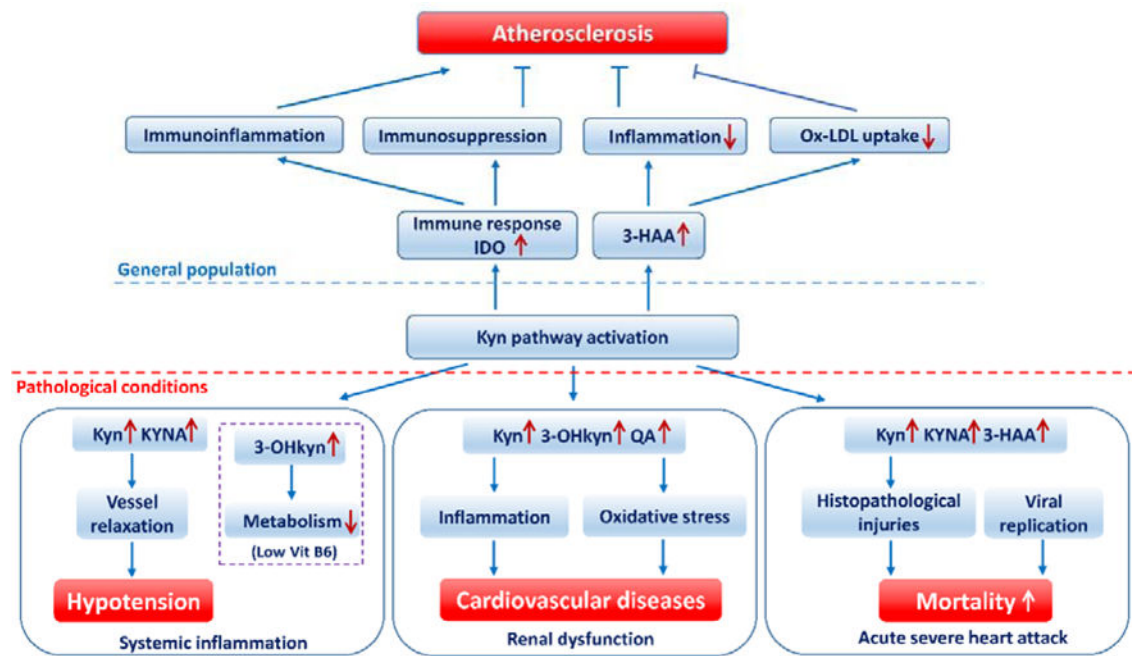 Atherosclerosis
Immunoinflammation
Immunosuppression
Inflammation↓
Ox-LDL uptake↓
Immune response
IDO ↑
3-HAA↑
General population
Kyn pathway activation
Pathological conditions
Kyn↑ KYNA↑
3-OHkyn↑
Vessel
relaxation
Metabolism↓
(Low Vit B6)
Hypotension
Systemic inflammation
Kyn↑ 3-OHkyn↑ QA↑
Inflammation
Oxidative stress
Cardiovascular diseases
Renal dysfunction
Kyn↑ KYNA↑ 3-HAA↑
Histopathological
injuries
Viral
replication
Mortality ↑
Acute severe heart attack